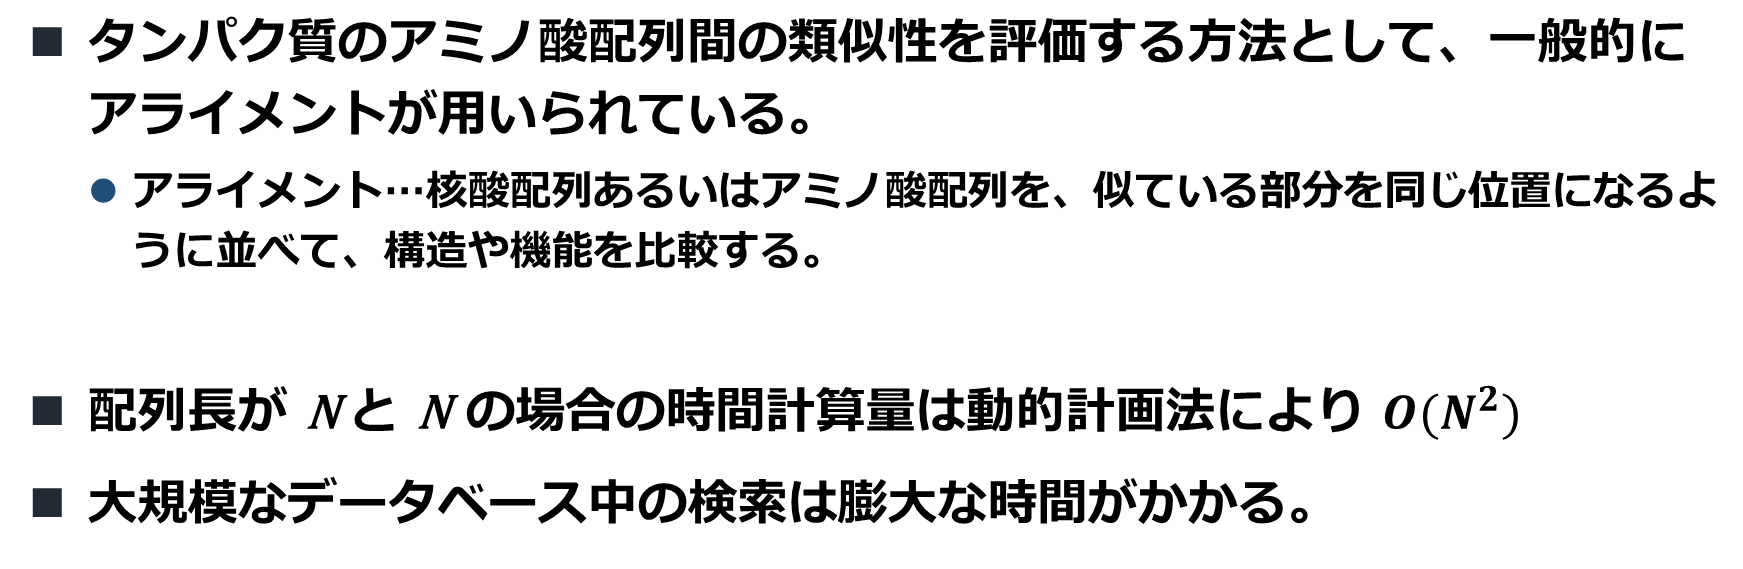 ■ タンパク質のアミノ酸配列間の類似性を評価する方法として、一般的に
アライメントが用いられている。
● アライメント…核酸配列あるいはアミノ酸配列を、似ている部分を同じ位置になるよ
うに並べて、構造や機能を比較する。
■ 配列長が N と N の場合の時間計算量は動的計画法により O(N²)
■ 大規模なデータベース中の検索は膨大な時間がかかる。